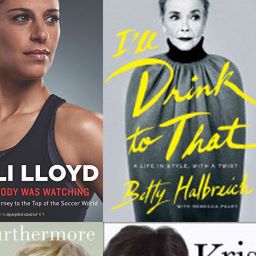 LI LLOYD
ODY WAS WATCHING
rney to the Top of the Soccer World
I'll
Drink
to That
A LIFE IN STYLE, WITH A TWIST
Betty Halbreich
WITH REBECCA PALEY
urthermore
Kris